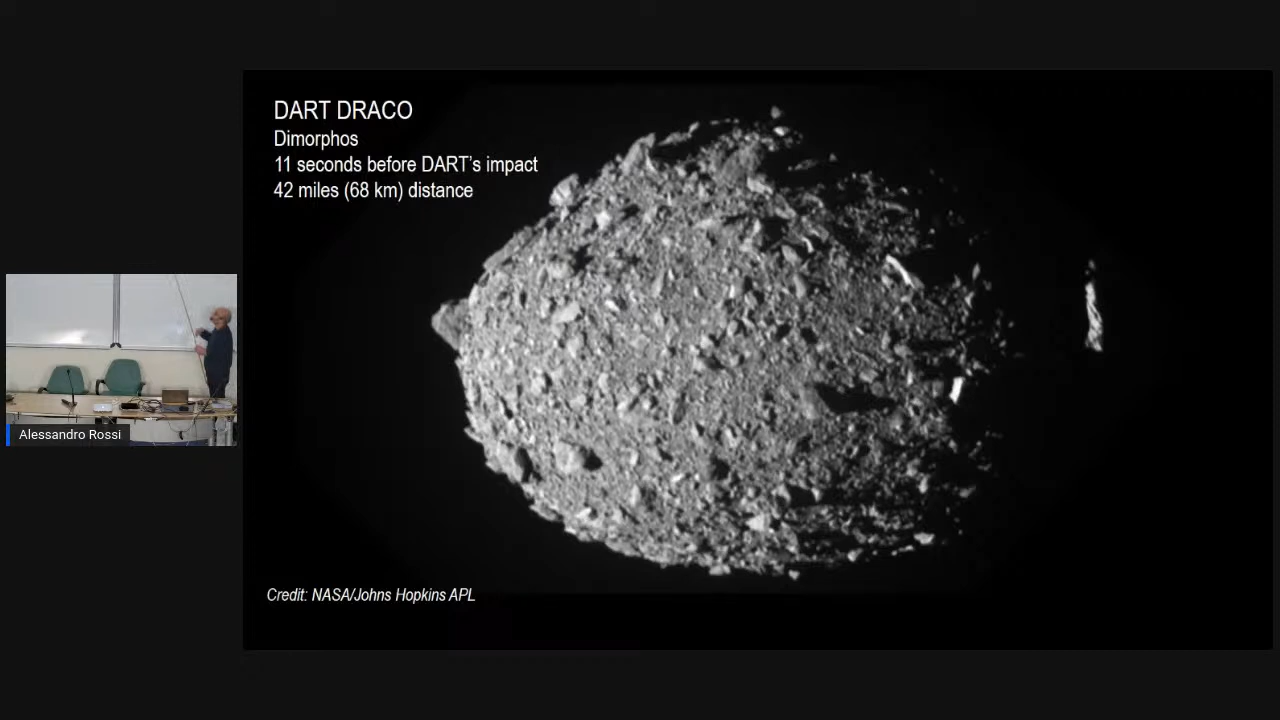 DART DRACO
Dimorphos
11 seconds before DART's impact
42 miles (68 km) distance
Alessandro Rossi
Credit: NASA/Johns Hopkins APL